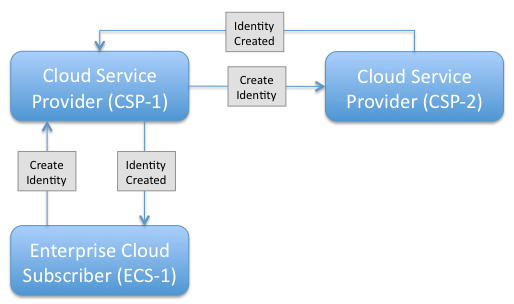 Identity
Created
Cloud Service
Provider (CSP-1)
Create
Identity
Cloud Service
Provider (CSP-2)
Create
Identity
Identity
Created
Enterprise Cloud
Subscriber (ECS-1)